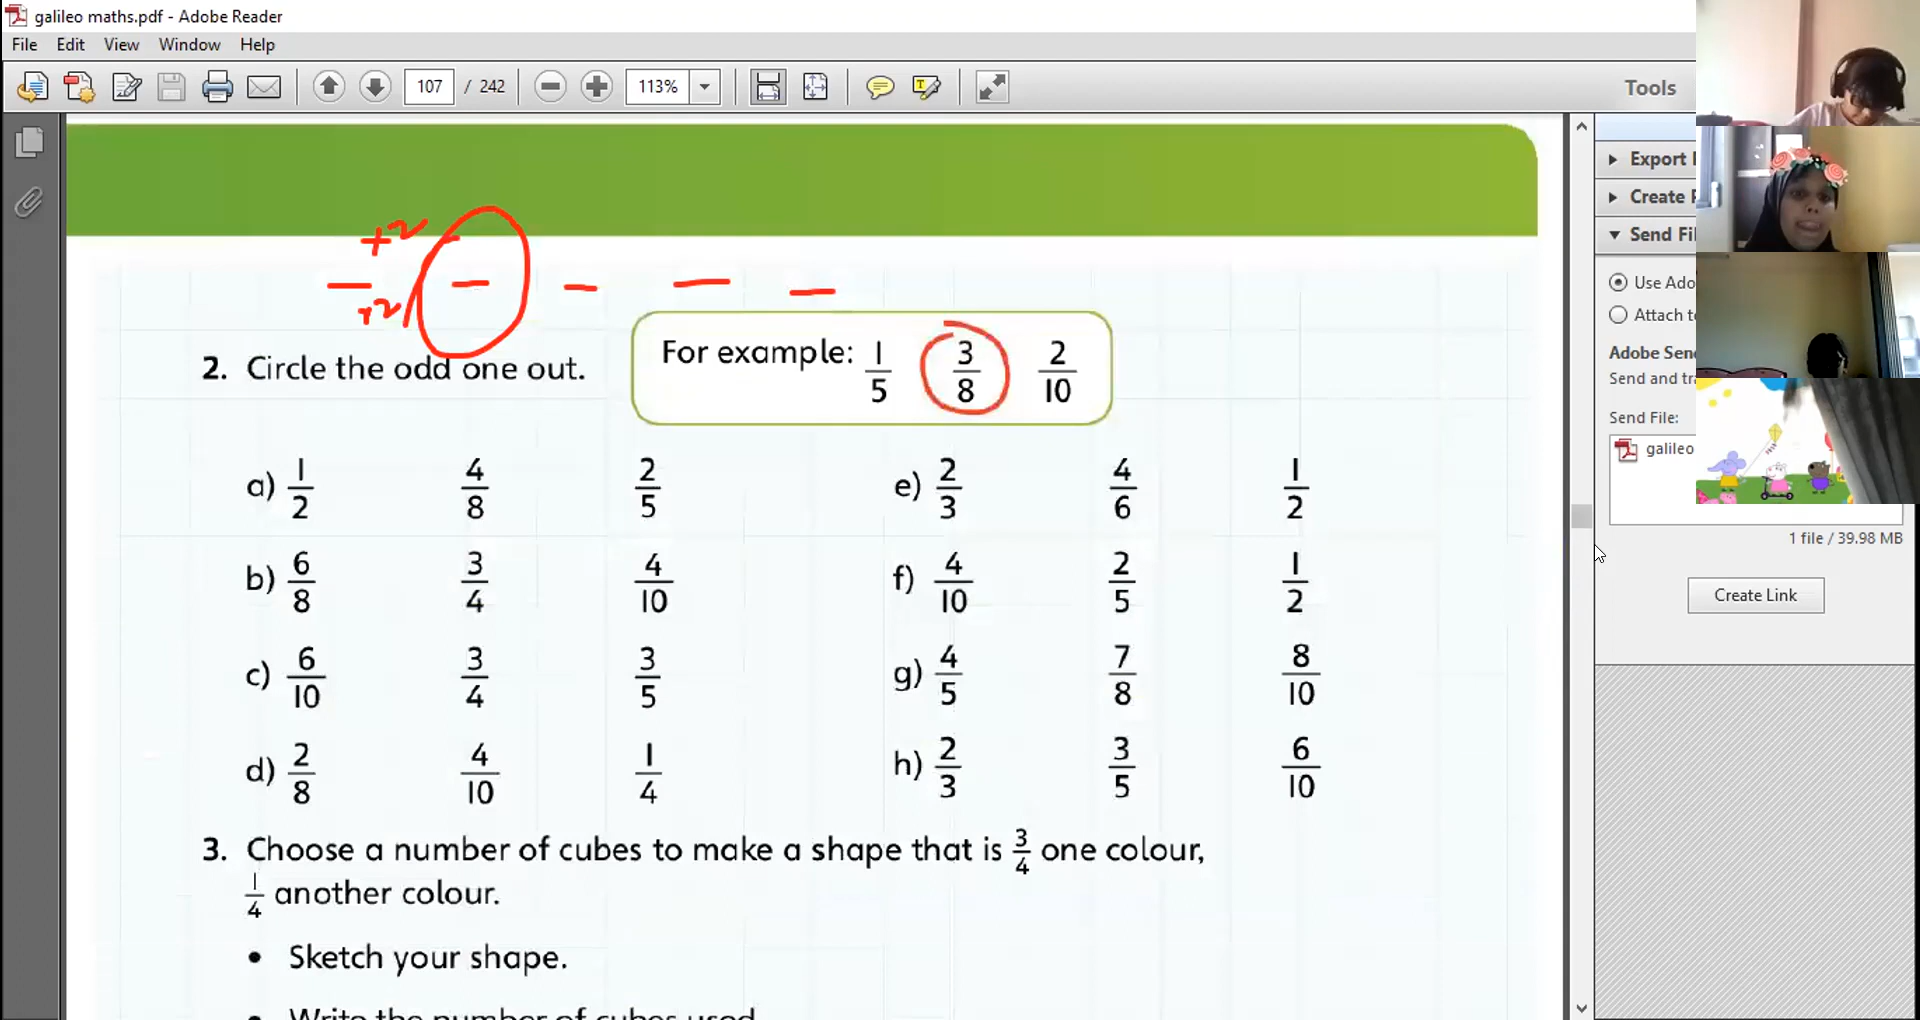 galileo maths.pdf - Adobe Reader
File Edit View Window Help
107 / 242 113% Tools
+2
+2
2. Circle the odd one out.
For example: 1/5 3/8 2/10
a) 1/2 4/8 2/5
b) 6/8 3/4 4/10
c) 6/10 3/4 3/5
d) 2/8 4/10 1/4
e) 2/3 4/6 1/2
f) 4/10 2/5 1/2
g) 4/5 7/8 8/10
h) 2/3 3/5 6/10
3. Choose a number of cubes to make a shape that is 3/4 one colour,
1/4 another colour.
• Sketch your shape.
• Write the number of cubes used
Export
Create
Send
Use
Attach
Adobe
Send and
Send File:
galileo
1 file / 39.98 MB
Create Link